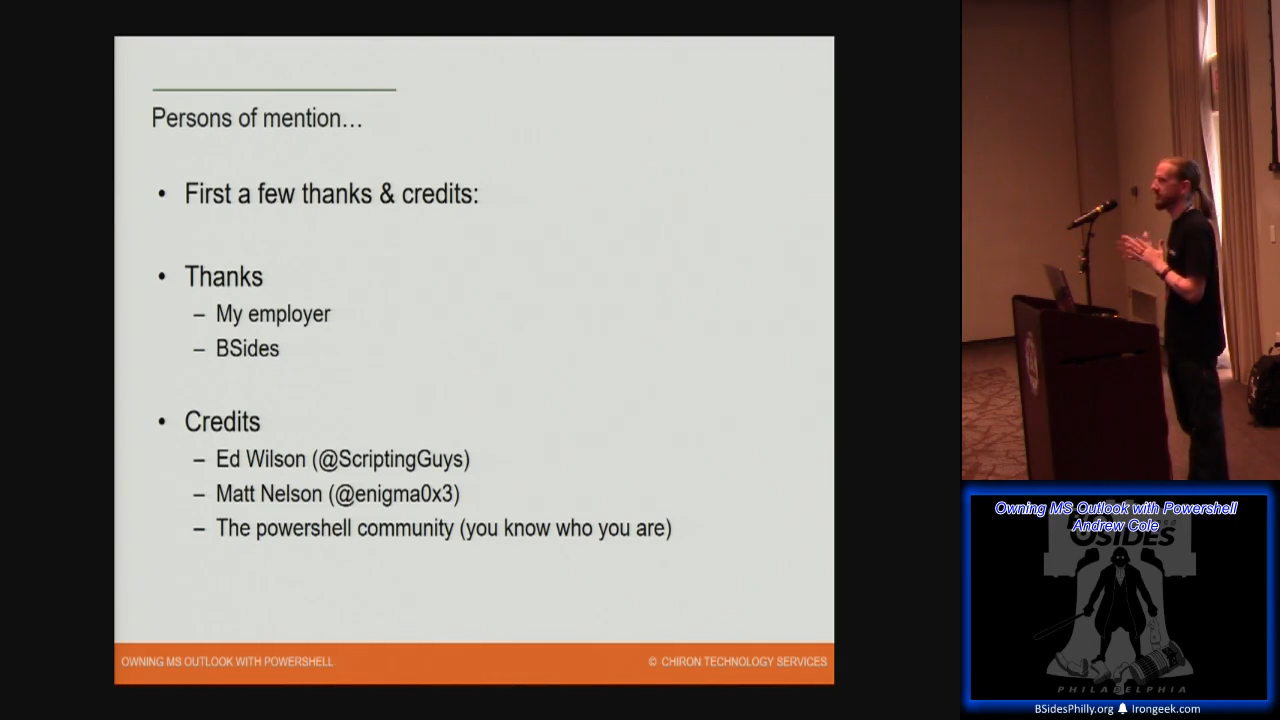 Persons of mention…
• First a few thanks & credits:
• Thanks
– My employer
– BSides
• Credits
– Ed Wilson (@ScriptingGuys)
– Matt Nelson (@enigma0x3)
– The powershell community (you know who you are)
OWNING MS OUTLOOK WITH POWERSHELL
© CHIRON TECHNOLOGY SERVICES
Owning MS Outlook with Powershell
Andrew Cole
SIDES
PHILADELPHIA
BSidesPhilly.org Irongeek.com